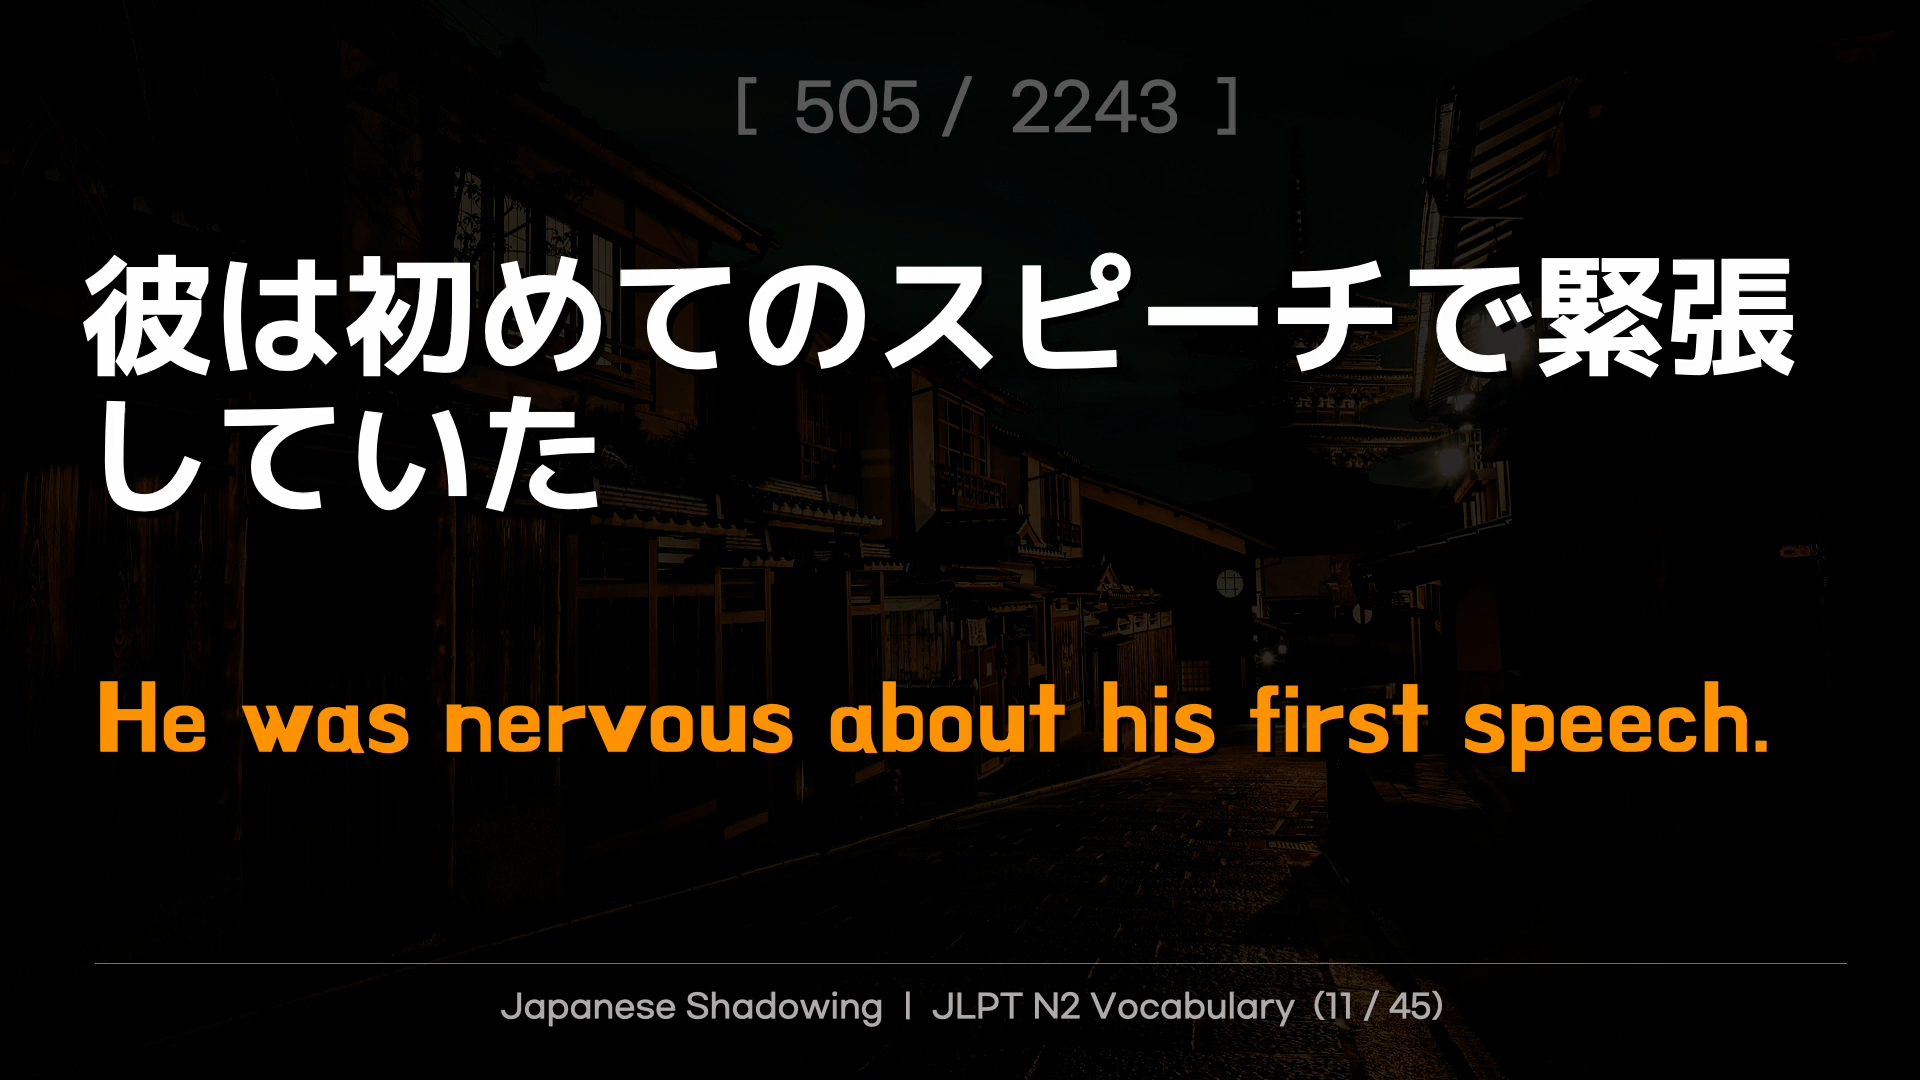 [ 505 / 2243 ]
彼は初めてのスピーチで緊張
していた
He was nervous about his first speech.
Japanese Shadowing | JLPT N2 Vocabulary (11 / 45)